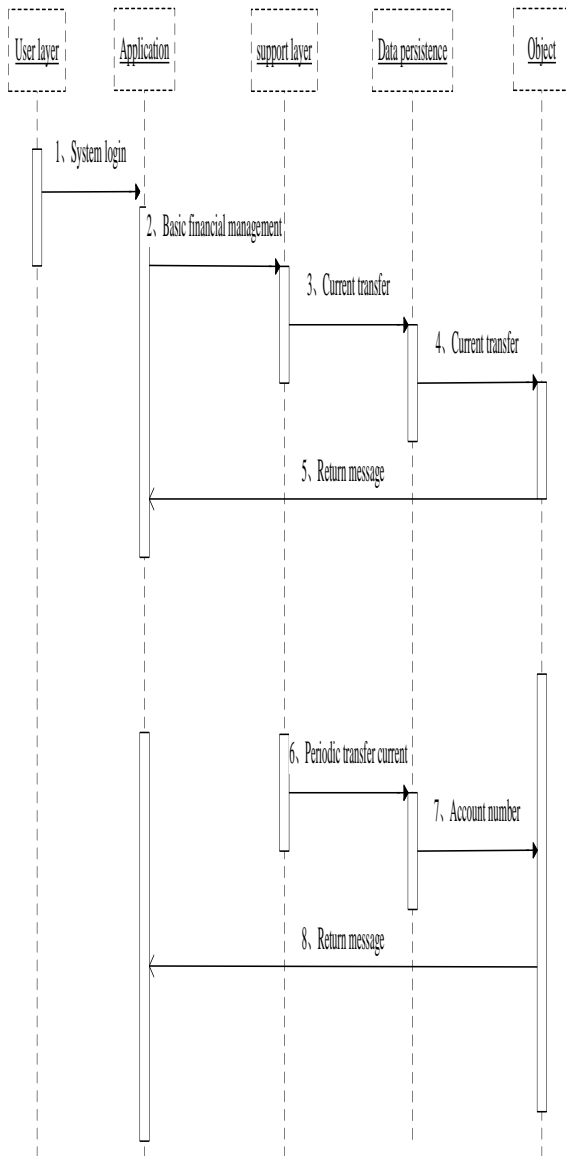 User layer
Application
support layer
Data persistence
Object
1、System login
2、Basic financial management
3、Current transfer
4、Current transfer
5、Return message
6、Periodic transfer current
7、Account number
8、Return message